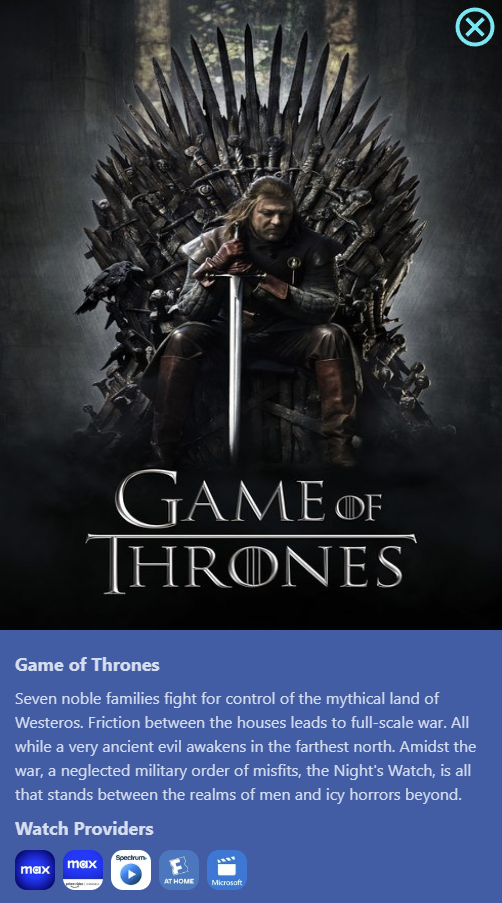 GAME OF
THRONES
Game of Thrones
Seven noble families fight for control of the mythical land of
Westeros. Friction between the houses leads to full-scale war. All
while a very ancient evil awakens in the farthest north. Amidst the
war, a neglected military order of misfits, the Night's Watch, is all
that stands between the realms of men and icy horrors beyond.
Watch Providers
max max Spectrum F AT HOME Microsoft